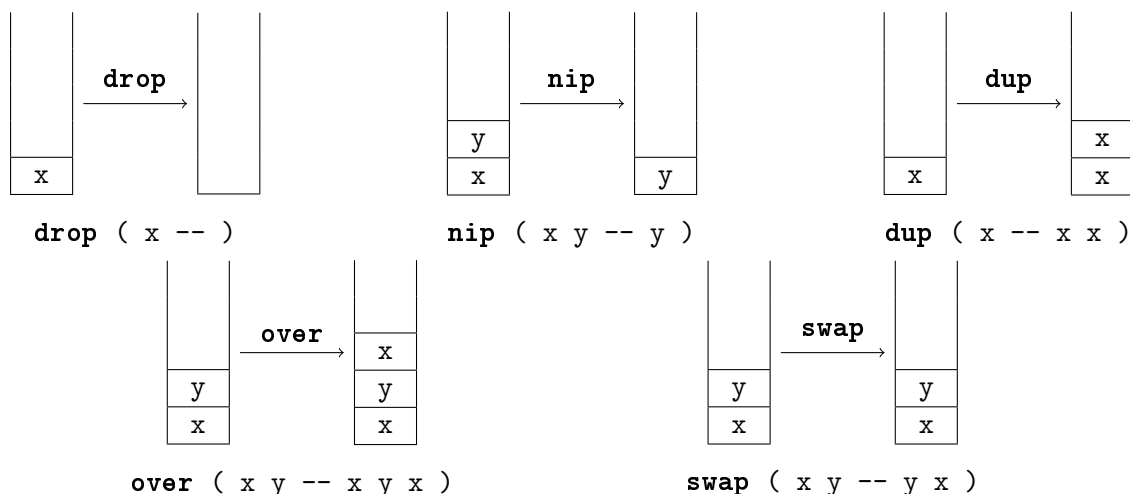 drop nip dup
y x
x y x x
drop ( x -- ) nip ( x y -- y ) dup ( x -- x x )
over swap
x
y y y y
x x x x
over ( x y -- x y x ) swap ( x y -- y x )